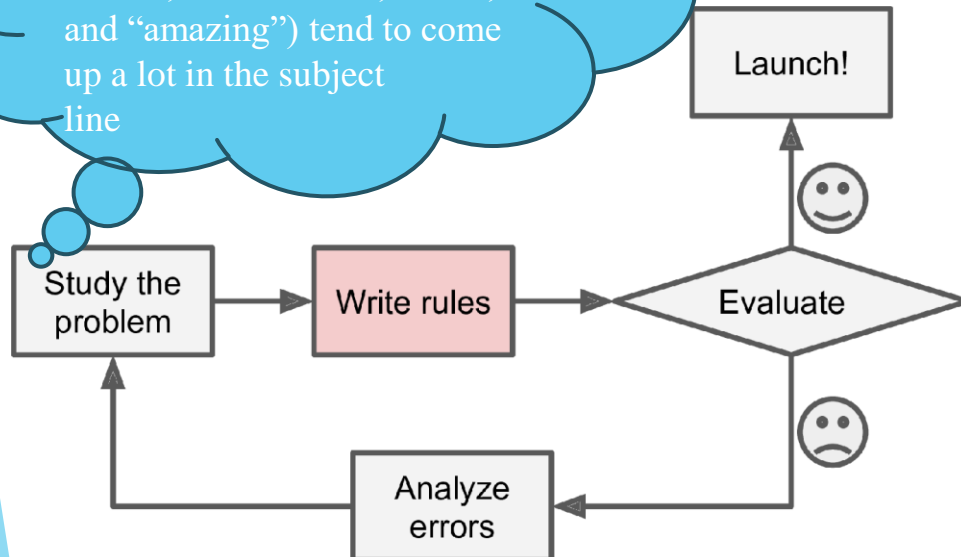 and “amazing”) tend to come
up a lot in the subject
line
Launch!
Study the
problem
Write rules
Evaluate
Analyze
errors